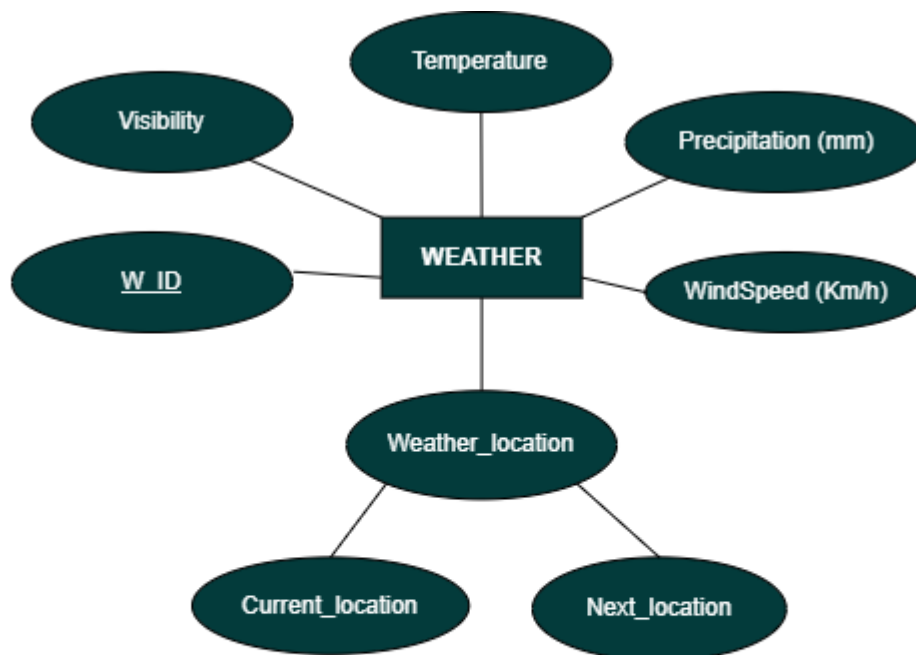 Temperature
Visibility
Precipitation (mm)
WEATHER
W_ID
WindSpeed (Km/h)
Weather_location
Current_location
Next_location